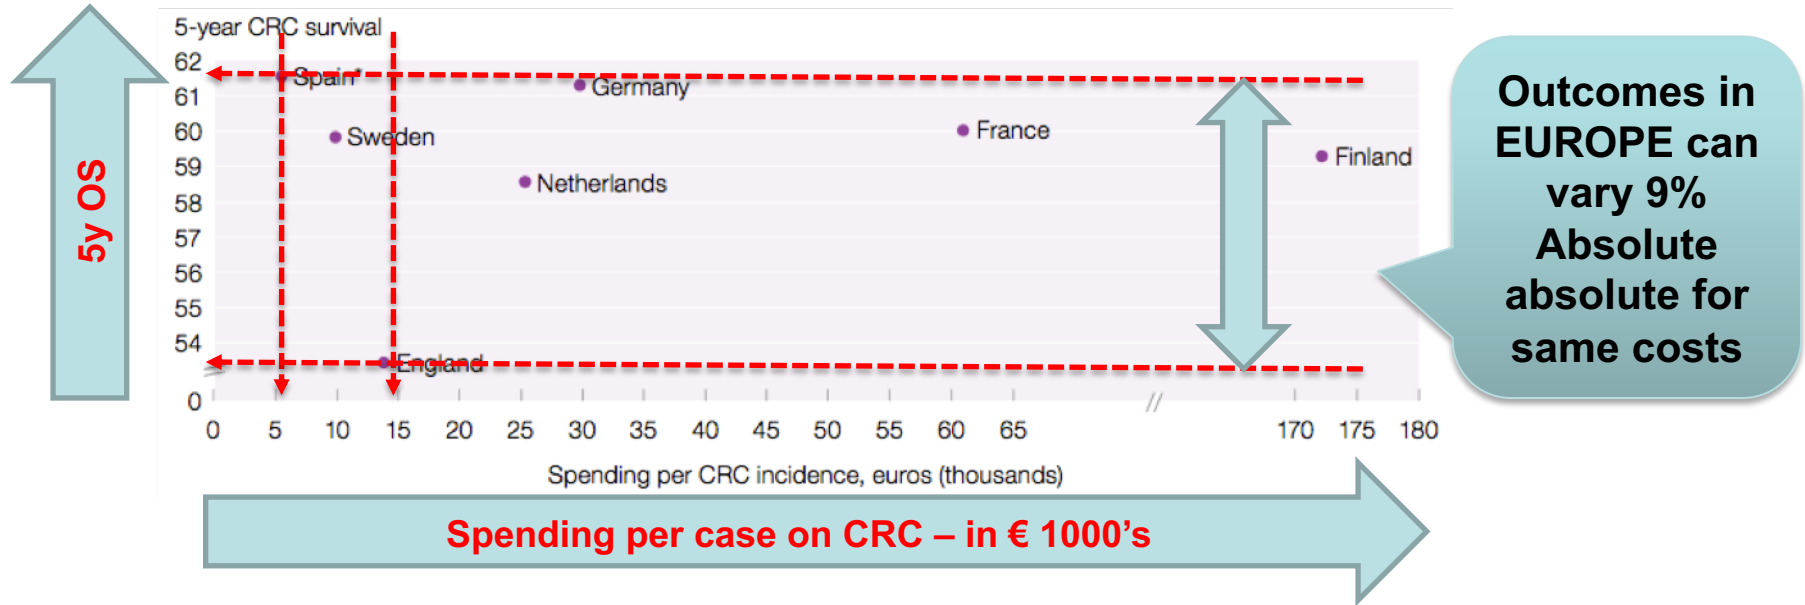 5-year CRC survival
62
61
60
59
58
57
56
55
54
0
Spain*
Germany
Sweden
France
Finland
Netherlands
England
0 5 10 15 20 25 30 35 40 45 50 55 60 65 // 170 175 180
Spending per CRC incidence, euros (thousands)
5y OS
Spending per case on CRC – in € 1000’s
Outcomes in
EUROPE can
vary 9%
Absolute
absolute for
same costs